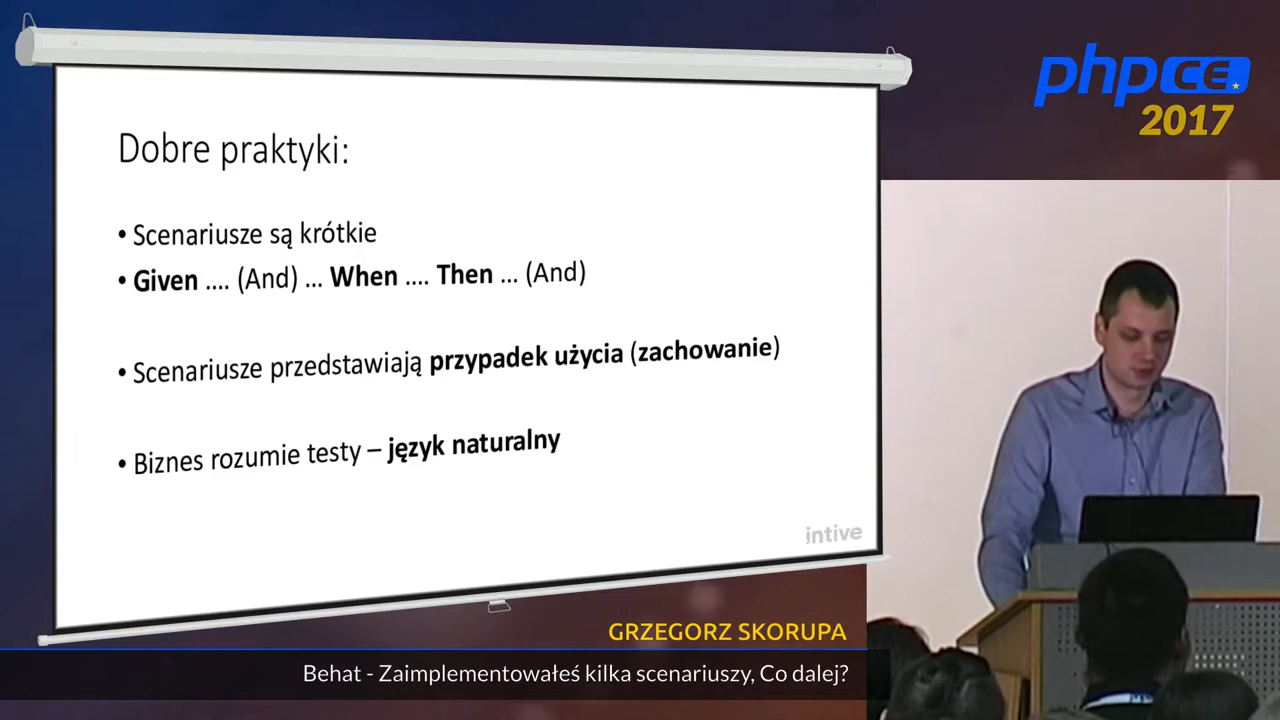 Dobre praktyki:
• Scenariusze są krótkie
• Given .... (And) ... When .... Then ... (And)
• Scenariusze przedstawiają przypadek użycia (zachowanie)
• Biznes rozumie testy – język naturalny
intive
phpCE
2017
GRZEGORZ SKORUPA
Behat - Zaimplementowałeś kilka scenariuszy, Co dalej?